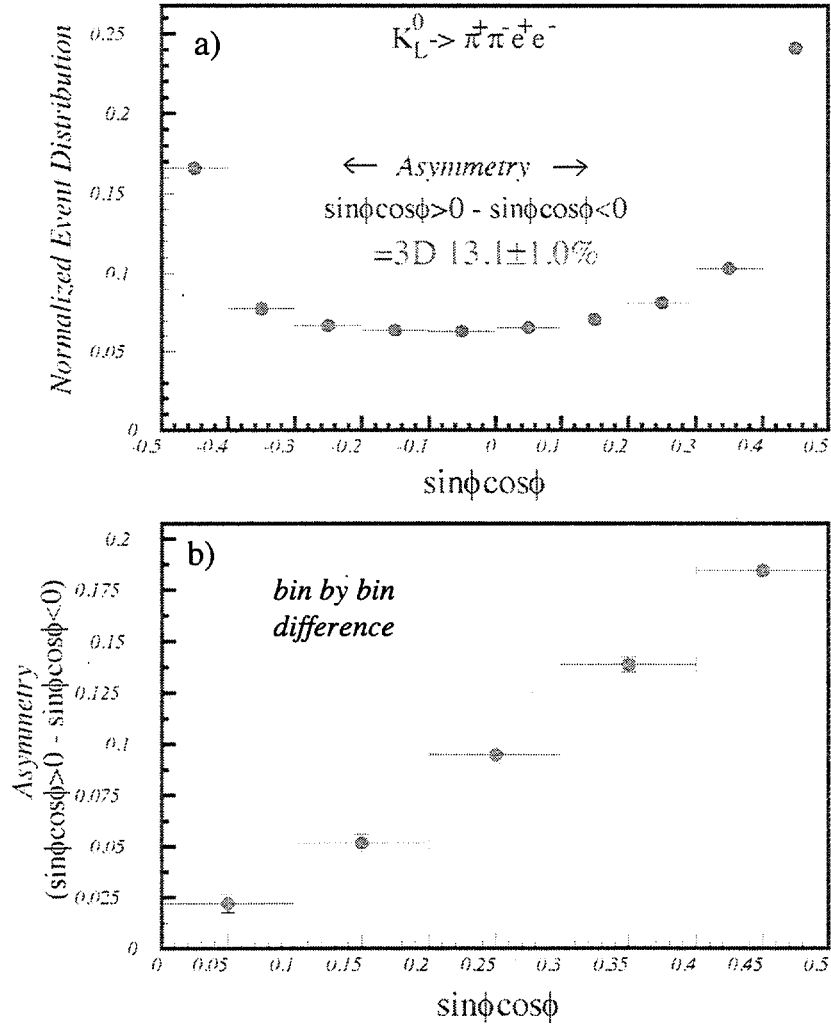 a)
K⁰L-> π⁺π⁻e⁺e⁻
Normalized Event Distribution
← Asymmetry →
sinϕcosϕ>0 - sinϕcosϕ<0
=3D 13.1±1.0%
0.25
0.2
0.15
0.1
0.05
0
-0.5 -0.4 -0.3 -0.2 -0.1 0 0.1 0.2 0.3 0.4 0.5
sinϕcosϕ
b)
bin by bin
difference
Asymmetry
(sinϕcosϕ>0 - sinϕcosϕ<0)
0.2
0.175
0.15
0.125
0.1
0.075
0.05
0.025
0
0 0.05 0.1 0.15 0.2 0.25 0.3 0.35 0.4 0.45 0.5
sinϕcosϕ